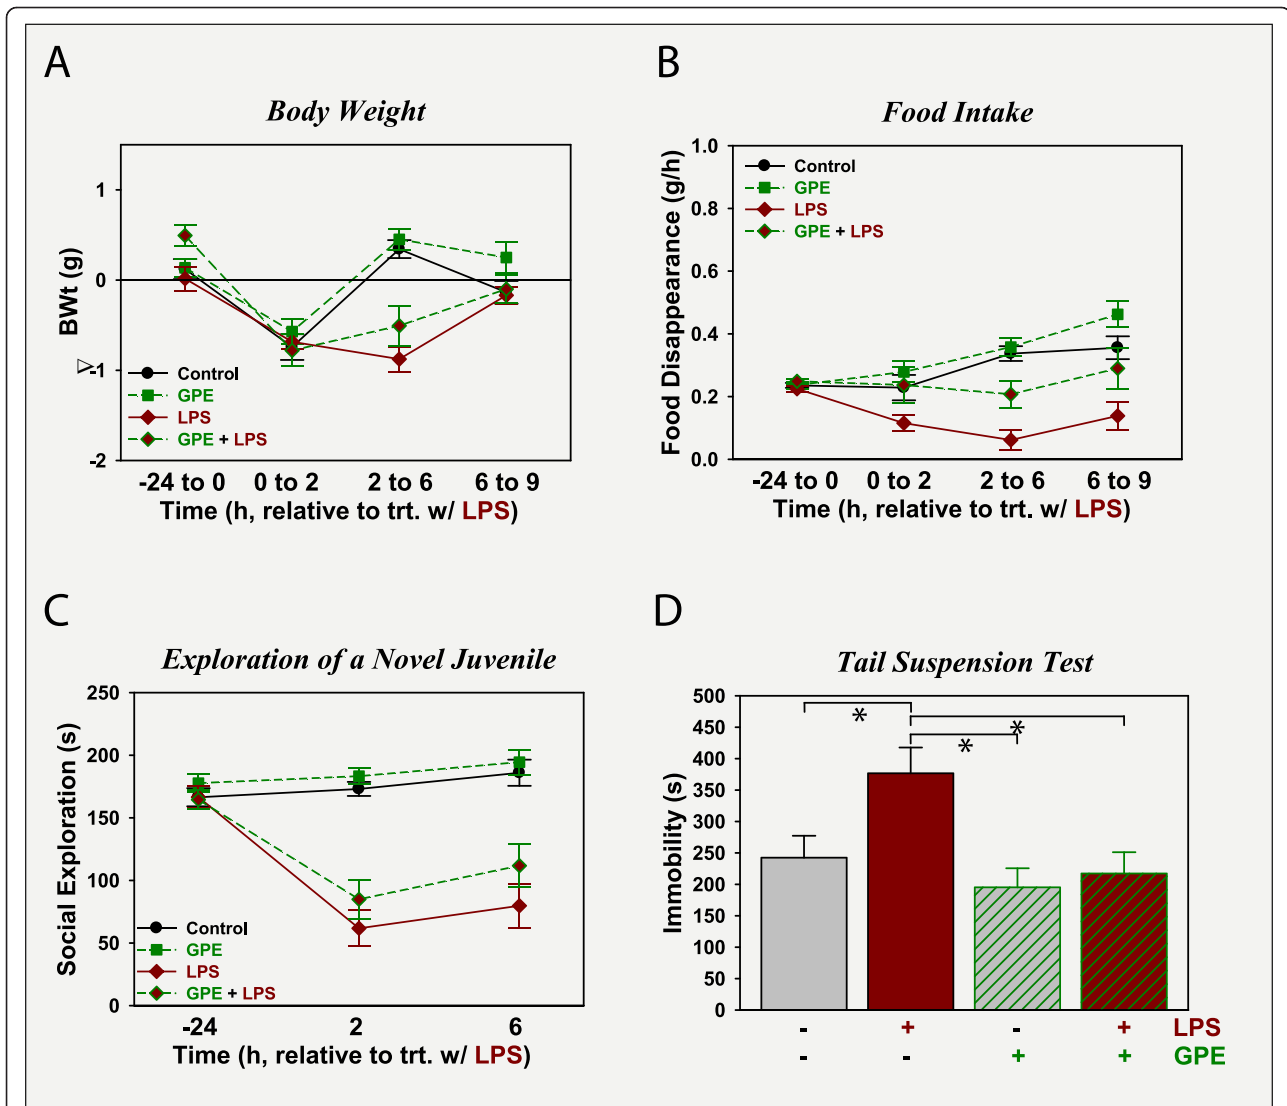 A
Body Weight
1
0
-1
-2
∇ BWt (g)
Control
GPE
LPS
GPE + LPS
-24 to 0 0 to 2 2 to 6 6 to 9
Time (h, relative to trt. w/ LPS)
B
Food Intake
1.0
0.8
0.6
0.4
0.2
0.0
Food Disappearance (g/h)
Control
GPE
LPS
GPE + LPS
-24 to 0 0 to 2 2 to 6 6 to 9
Time (h, relative to trt. w/ LPS)
C
Exploration of a Novel Juvenile
250
200
150
100
50
0
Social Exploration (s)
Control
GPE
LPS
GPE + LPS
-24 2 6
Time (h, relative to trt. w/ LPS)
D
Tail Suspension Test
500
450
400
350
300
250
200
150
100
50
0
Immobility (s)
* * *
- + - + LPS
- - + + GPE